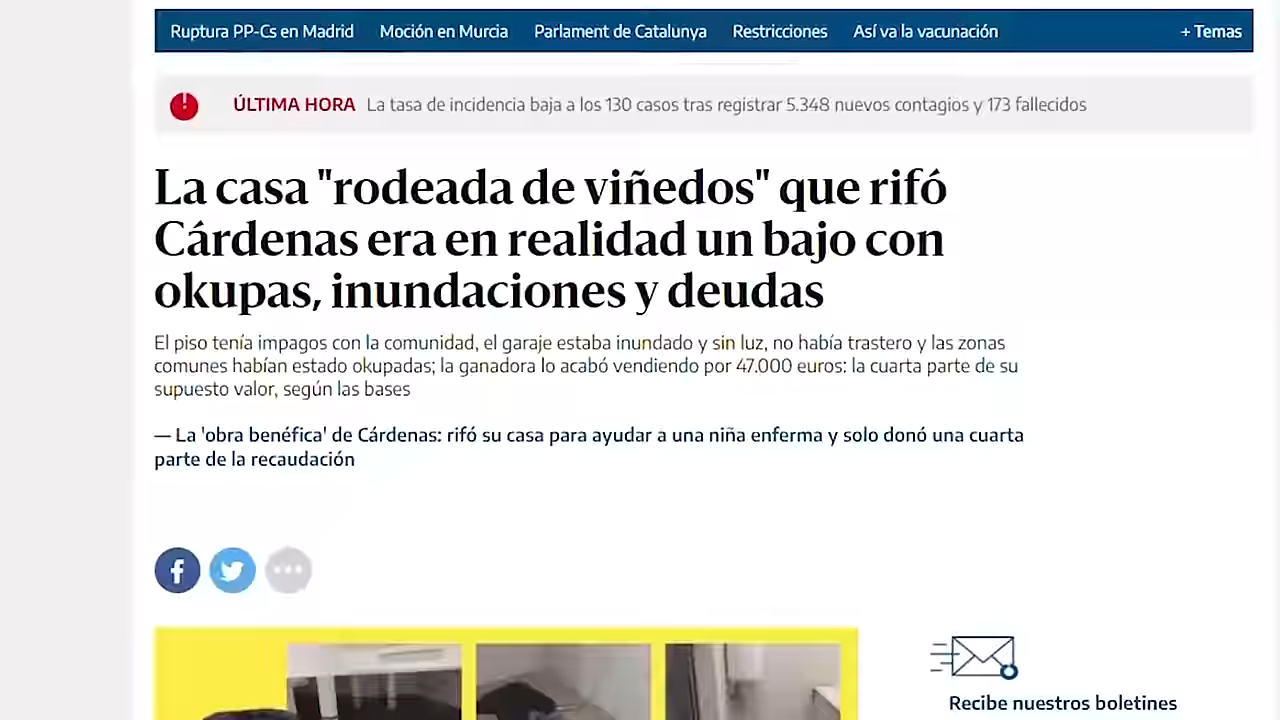 Ruptura PP-Cs en Madrid Moción en Murcia Parlament de Catalunya Restricciones Así va la vacunación + Temas
ÚLTIMA HORA La tasa de incidencia baja a los 130 casos tras registrar 5.348 nuevos contagios y 173 fallecidos
La casa "rodeada de viñedos" que rifó
Cárdenas era en realidad un bajo con
okupas, inundaciones y deudas
El piso tenía impagos con la comunidad, el garaje estaba inundado y sin luz, no había trastero y las zonas
comunes habían estado okupadas; la ganadora lo acabó vendiendo por 47.000 euros: la cuarta parte de su
supuesto valor, según las bases
— La 'obra benéfica' de Cárdenas: rifó su casa para ayudar a una niña enferma y solo donó una cuarta
parte de la recaudación
Recibe nuestros boletines